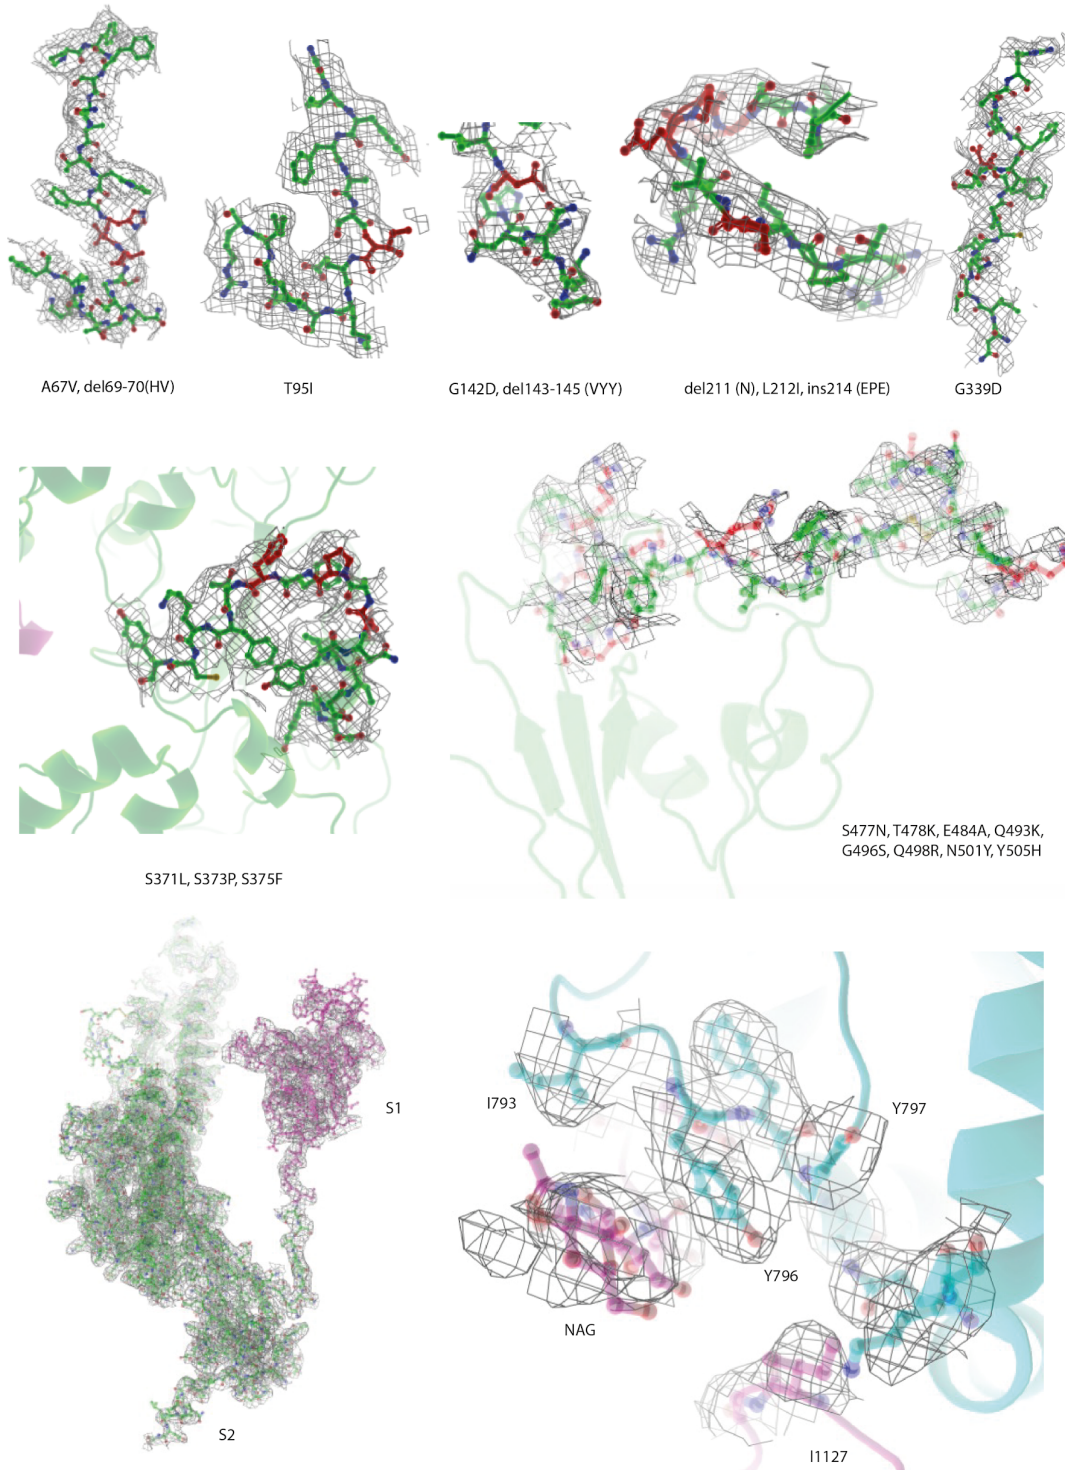 A67V, del69-70(HV)
T95I
G142D, del143-145 (VYY)
del211 (N), L212I, ins214 (EPE)
G339D
S371L, S373P, S375F
S477N, T478K, E484A, Q493K,
G496S, Q498R, N501Y, Y505H
S1
S2
I793
Y797
Y796
NAG
I1127